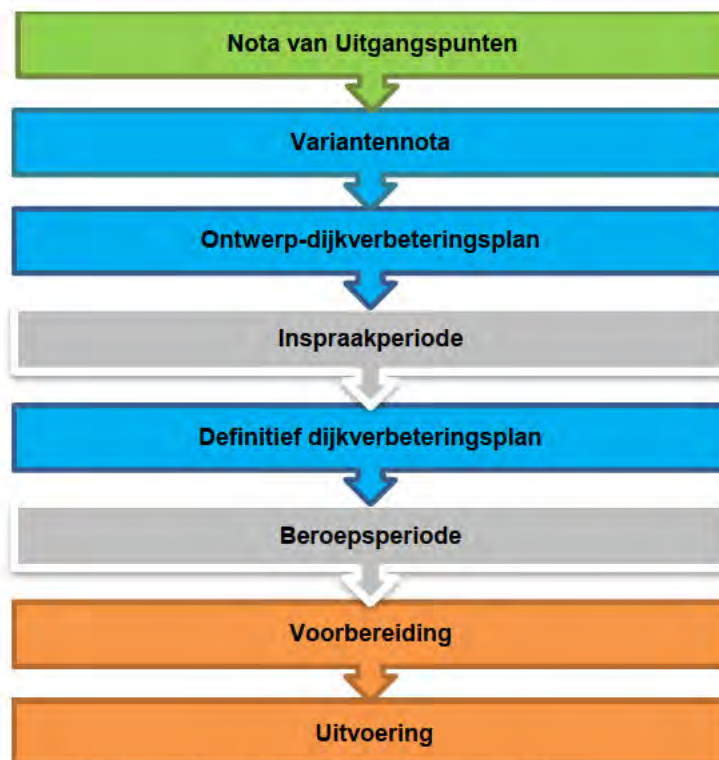 Nota van Uitgangspunten
Variantennota
Ontwerp-dijkverbeteringsplan
Inspraakperiode
Definitief dijkverbeteringsplan
Beroepsperiode
Voorbereiding
Uitvoering